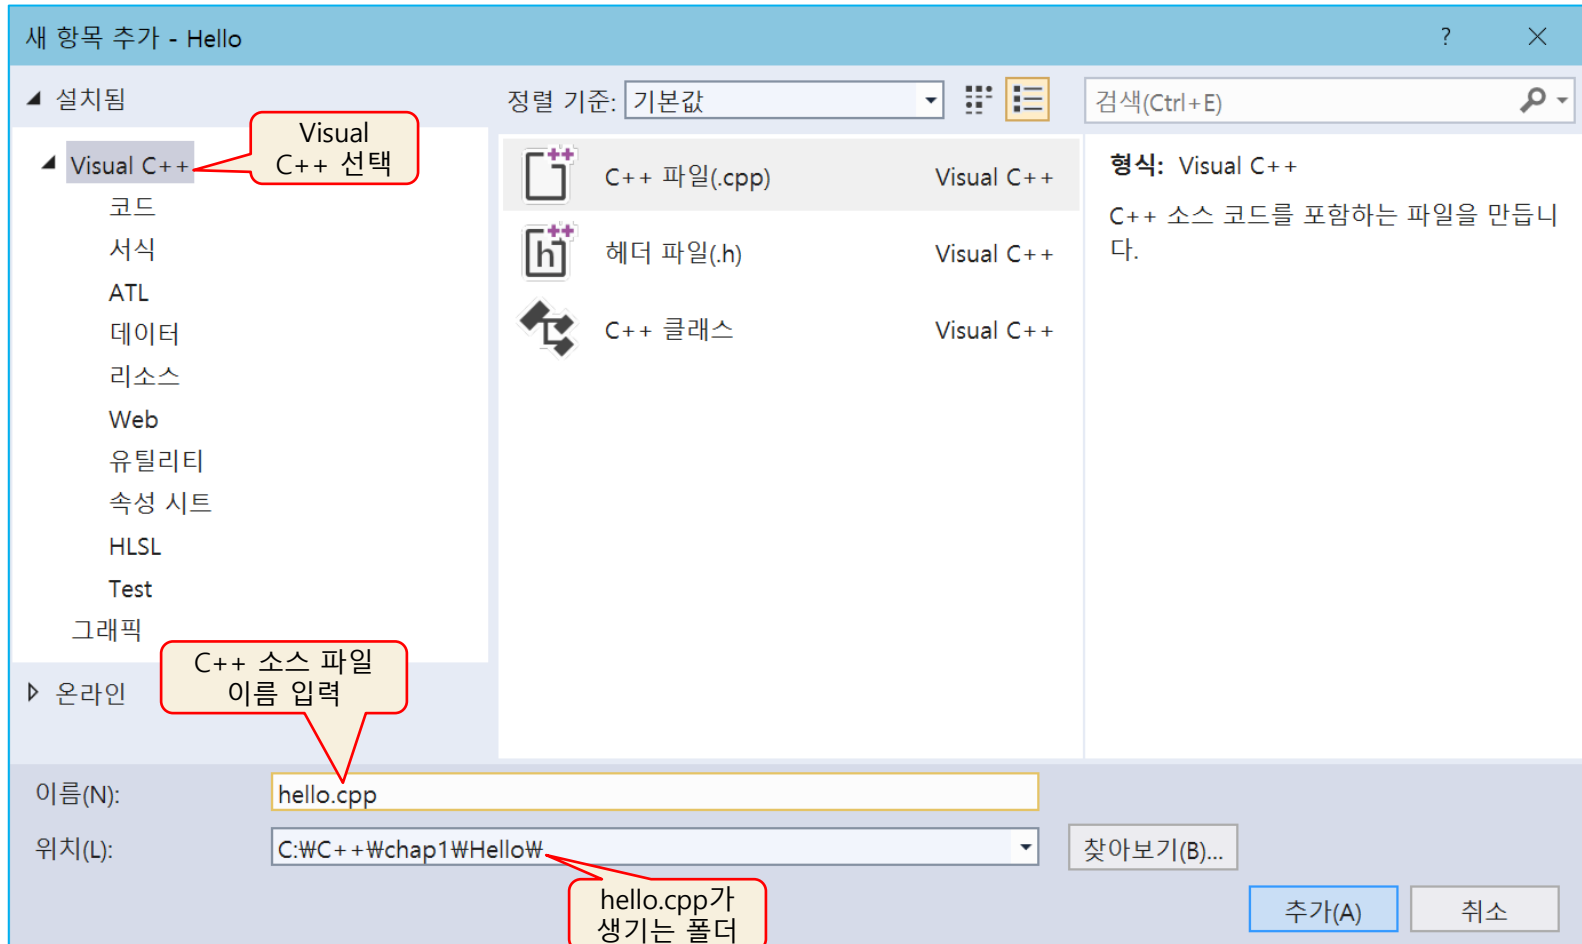 새 항목 추가 - Hello
?
설치됨
정렬 기준: 기본값
검색(Ctrl+E)
Visual C++
Visual
C++ 선택
코드
서식
ATL
데이터
리소스
Web
유틸리티
속성 시트
HLSL
Test
그래픽
온라인
C++ 파일(.cpp) Visual C++
헤더 파일(.h) Visual C++
C++ 클래스 Visual C++
형식: Visual C++
C++ 소스 코드를 포함하는 파일을 만듭니
다.
C++ 소스 파일
이름 입력
이름(N): hello.cpp
위치(L): C:₩C++₩chap1₩Hello₩
찾아보기(B)...
hello.cpp가
생기는 폴더
추가(A)
취소